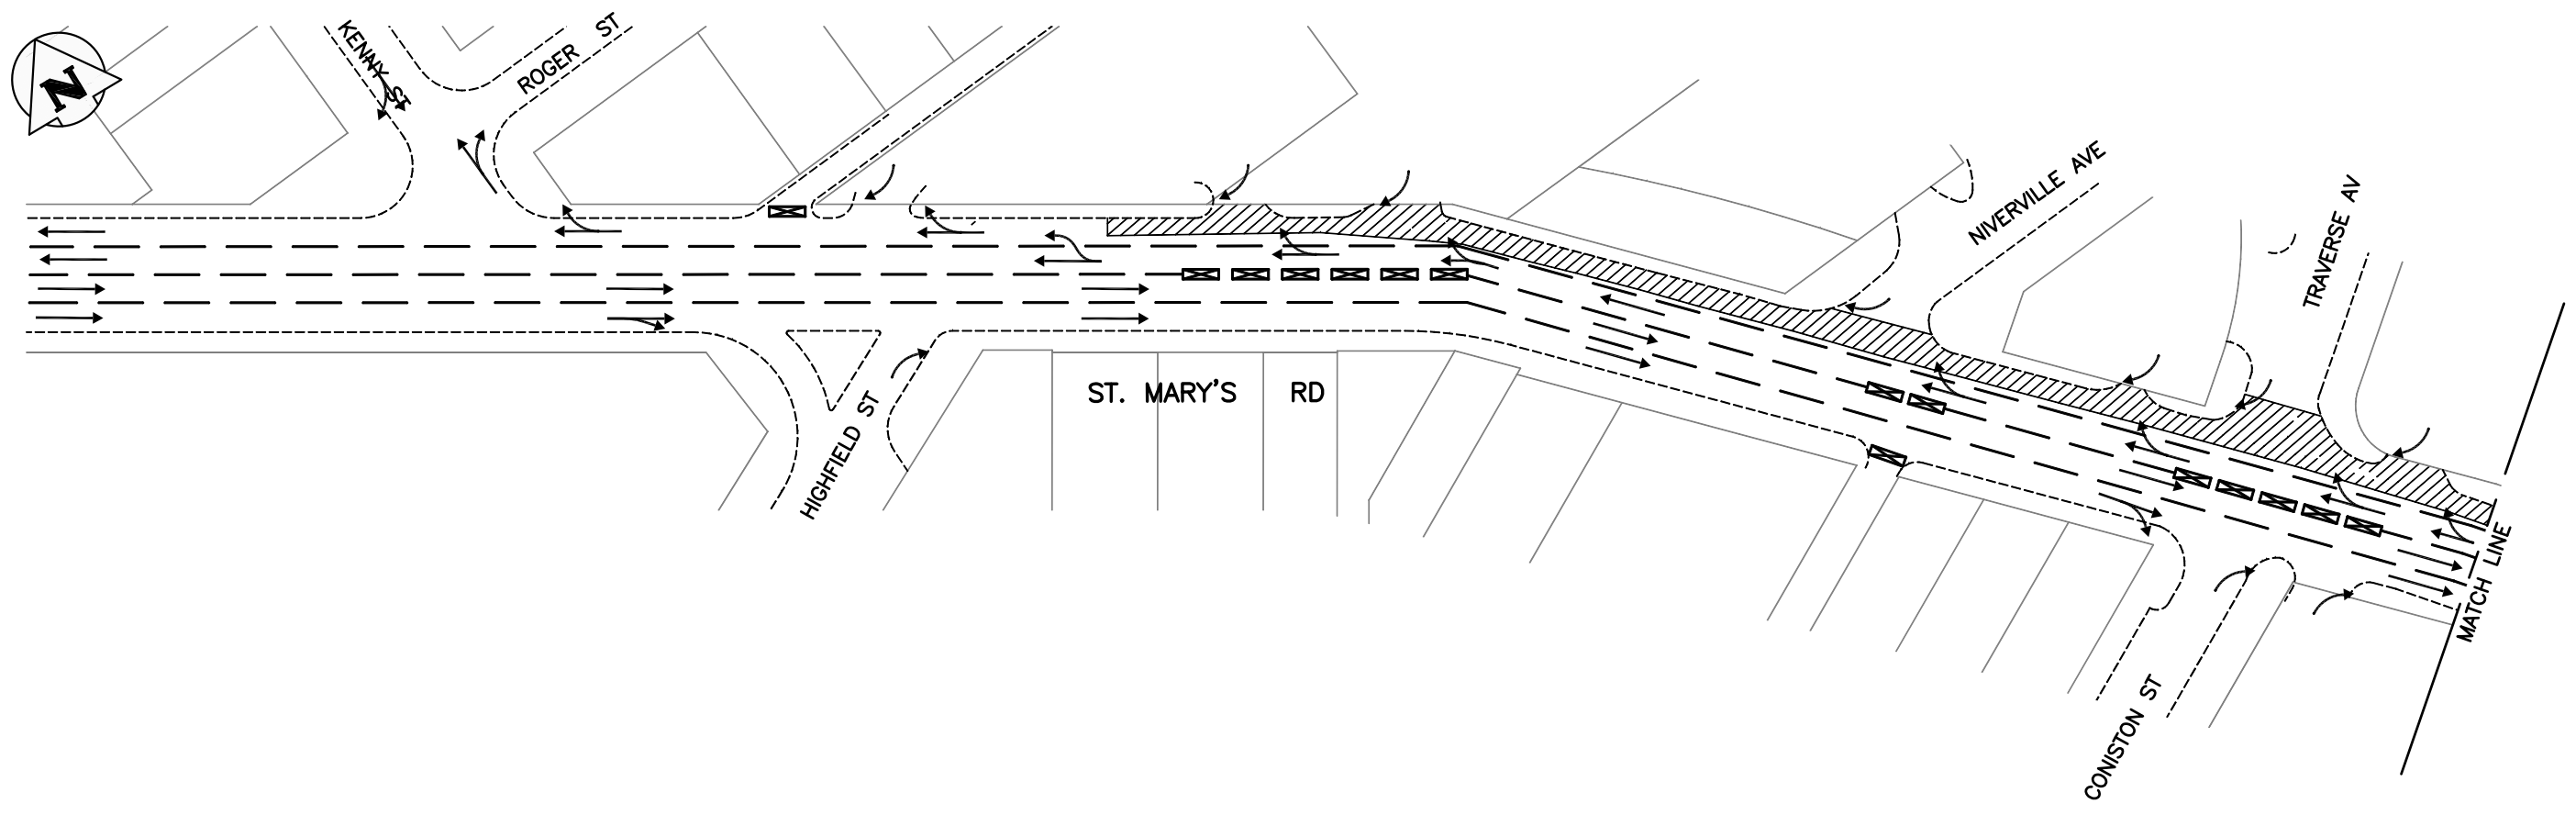 N
KENNY ST
ROGER ST
NIVERVILLE AVE
TRAVERSE AV
ST. MARY'S RD
HIGHFIELD ST
MATCH LINE
CONISTON ST